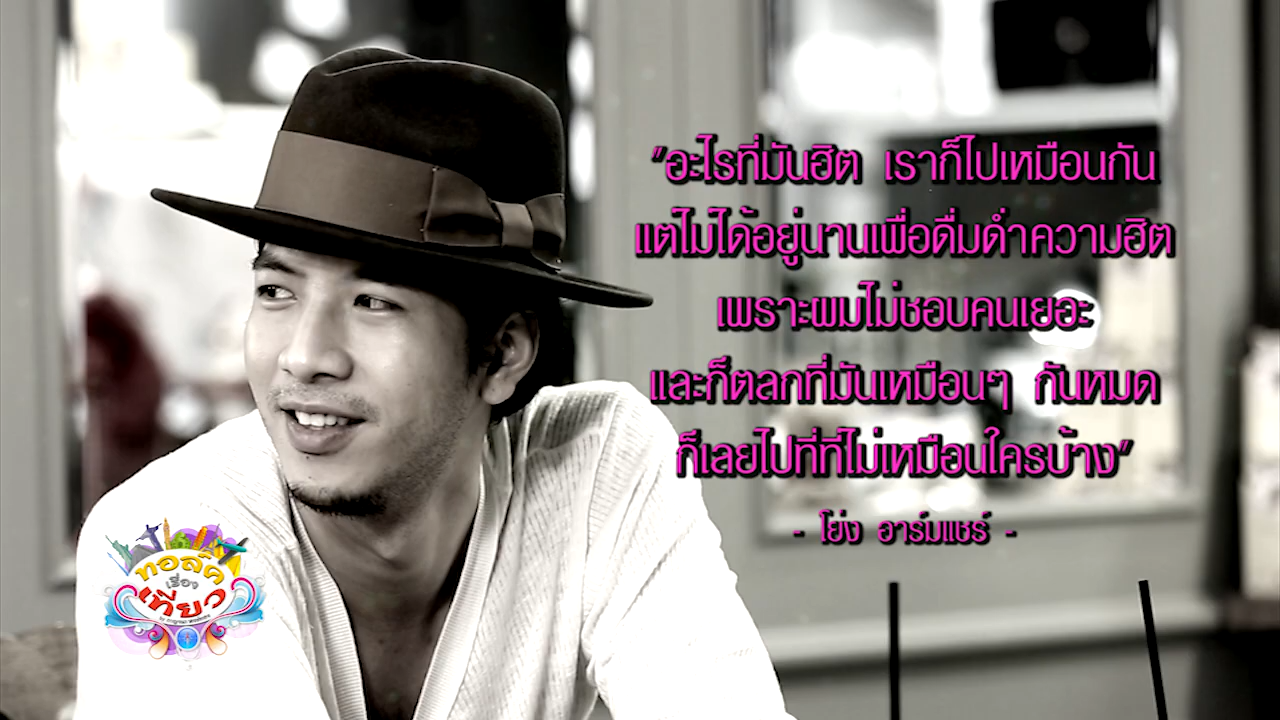 "อะไรที่มันฮิต เราก็ไปเหมือนกัน
แต่ไม่ได้อยู่นานเพื่อดื่มด่ำความฮิต
เพราะผมไม่ชอบคนเยอะ
และก็ตลกที่มันเหมือนๆ กันหมด
ก็เลยไปที่ที่ไม่เหมือนใครบ้าง"
- โย่ง อาร์มแชร์ -
ทอล์ค
เรื่อง
เที่ยว